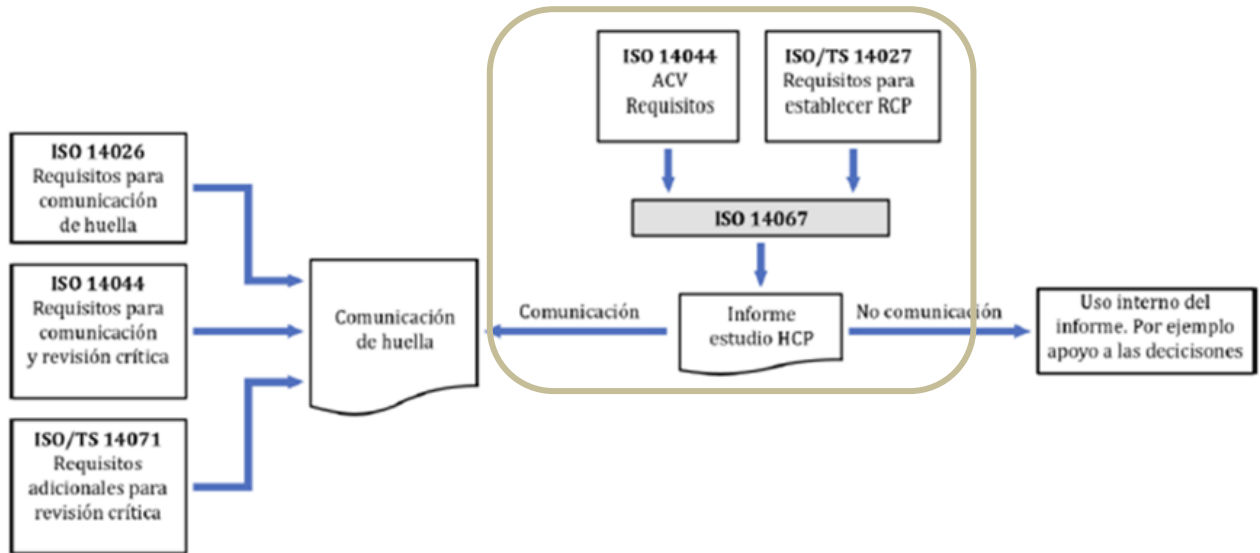 ISO 14044
ACV
Requisitos
ISO/TS 14027
Requisitos para
establecer RCP
ISO 14026
Requisitos para
comunicación
de huella
ISO 14067
ISO 14044
Requisitos para
comunicación
y revisión crítica
Comunicación
de huella
Comunicación
Informe
estudio HCP
No comunicación
Uso interno del
informe. Por ejemplo
apoyo a las decicisones
ISO/TS 14071
Requisitos
adicionales para
revisión crítica